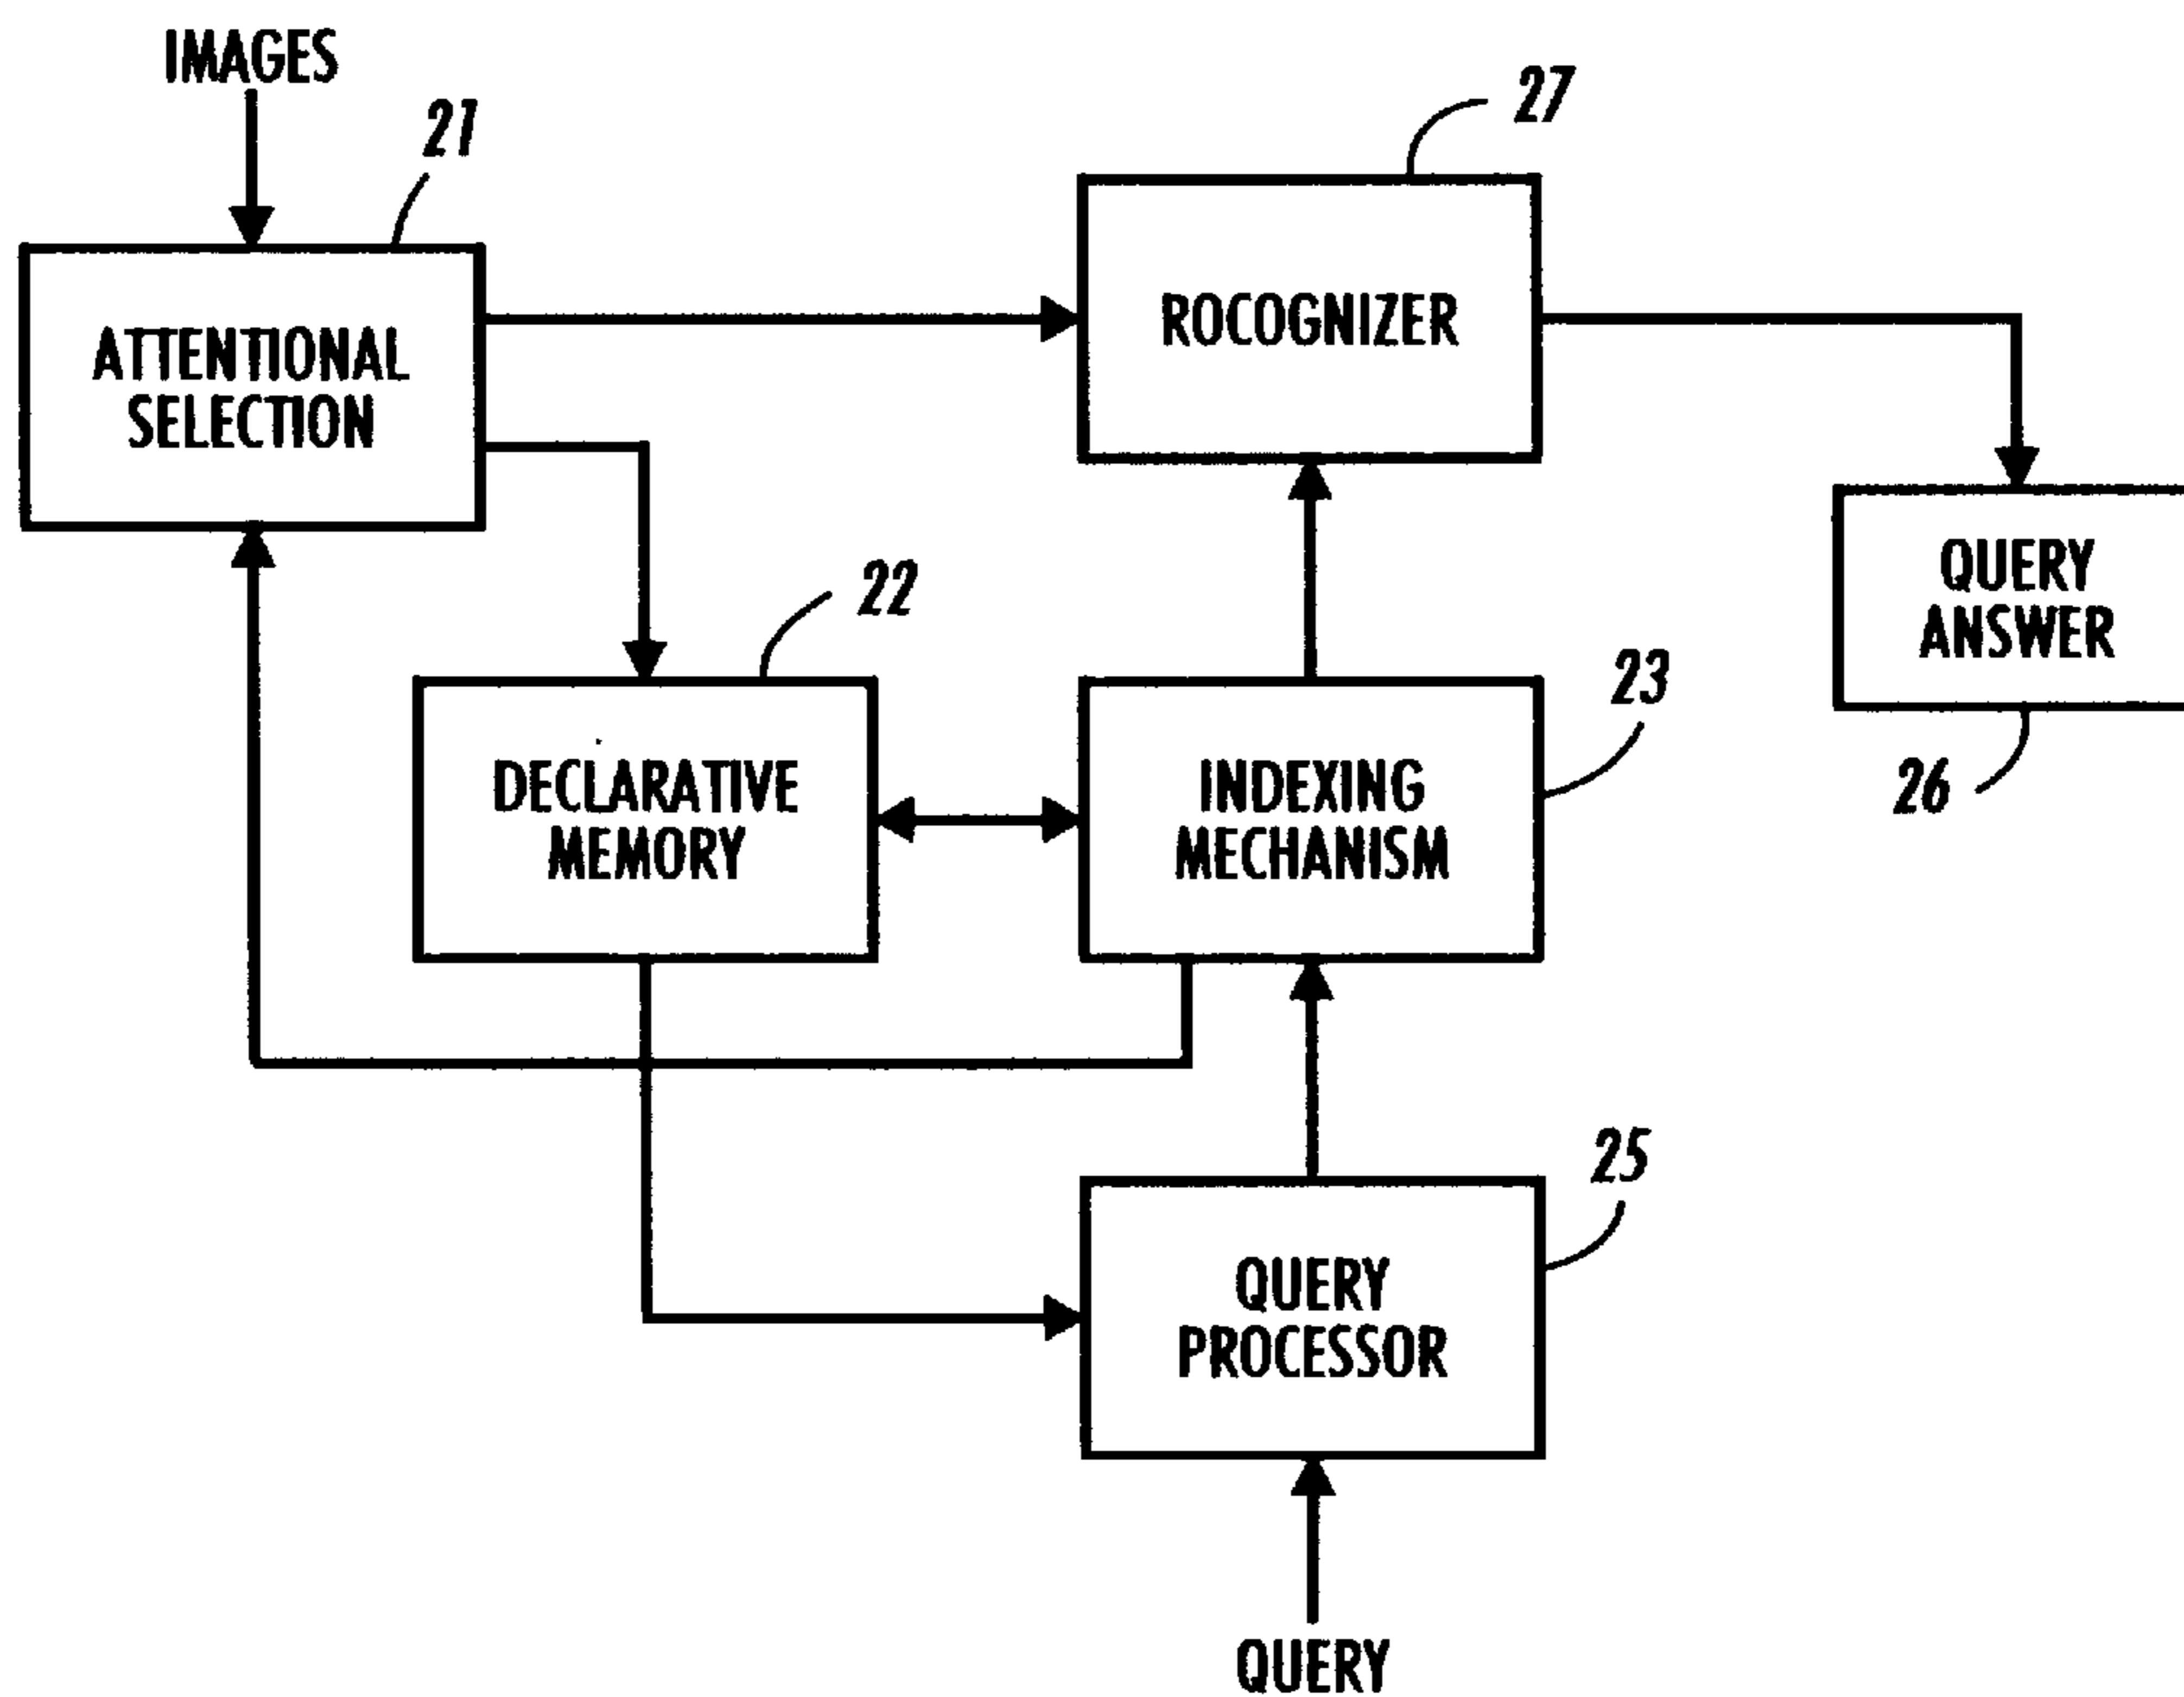 IMAGES
21
27
ATTENTIONAL
SELECTION
ROCOGNIZER
QUERY
ANSWER
22
23
26
DECLARATIVE
MEMORY
INDEXING
MECHANISM
25
QUERY
PROCESSOR
QUERY